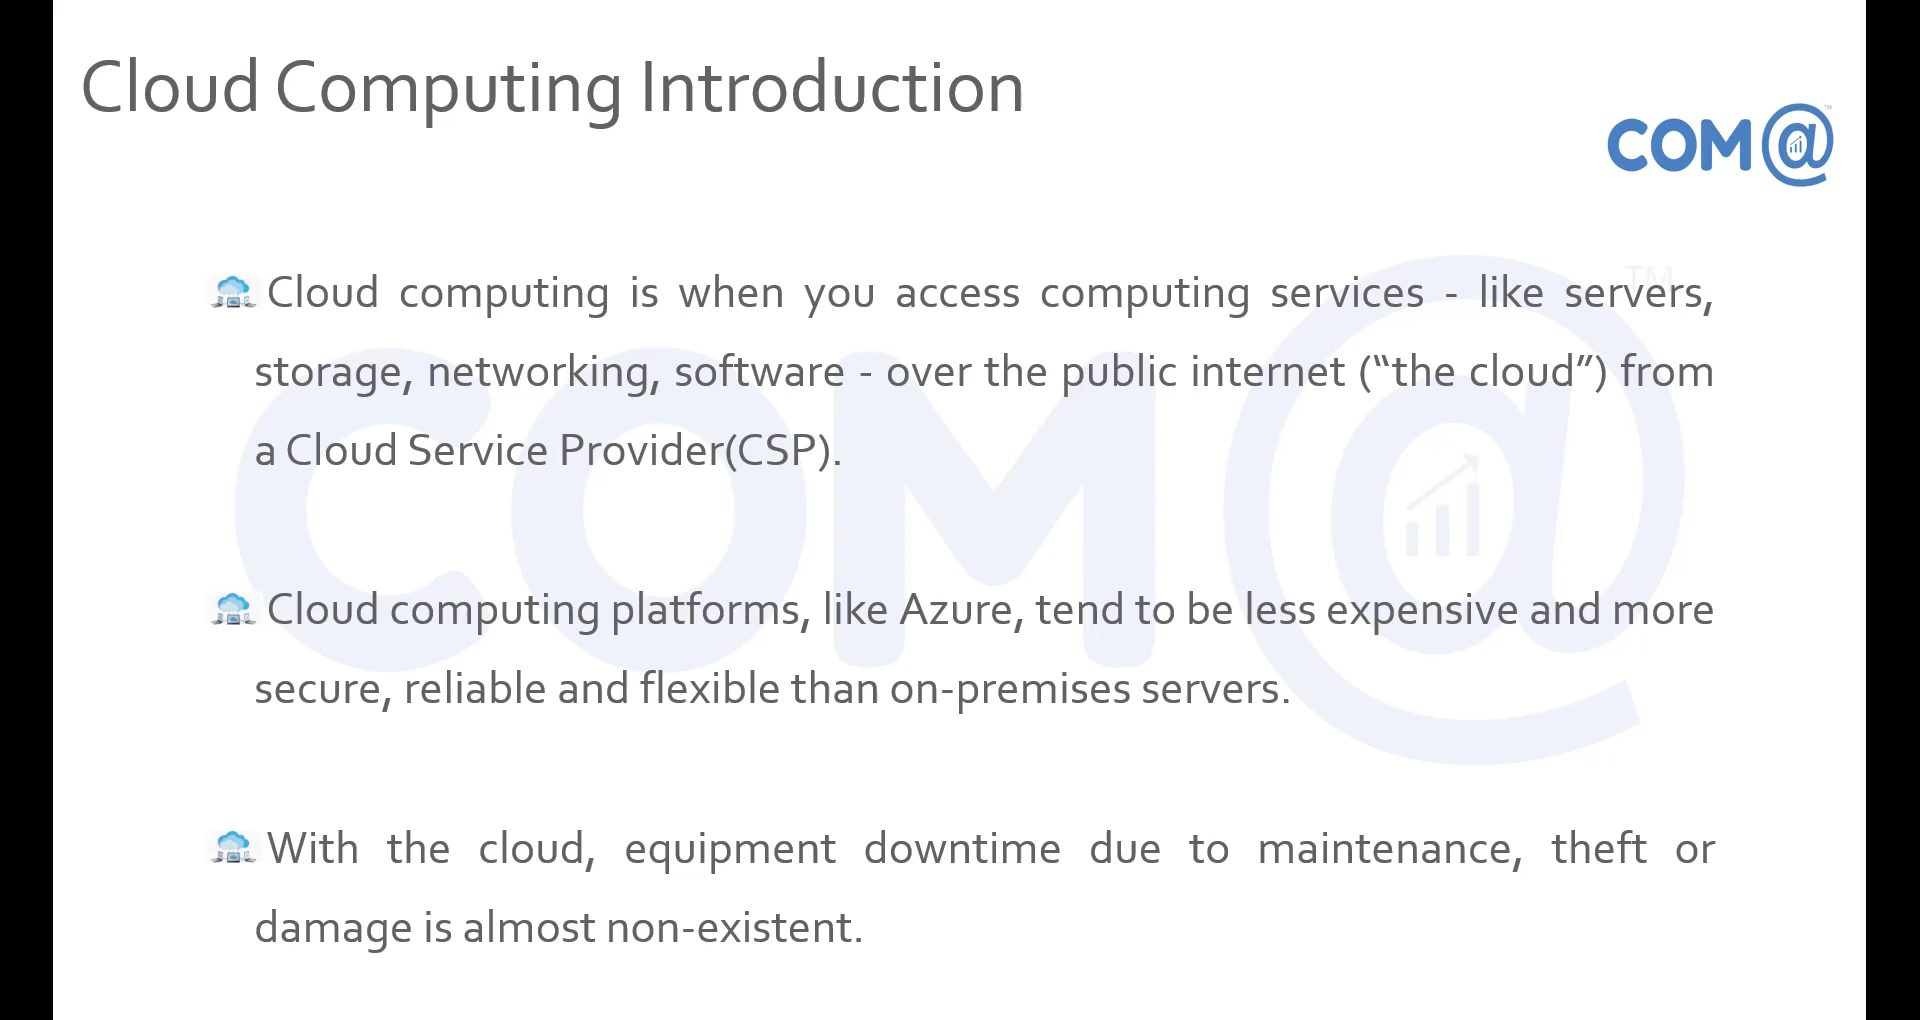 Cloud Computing Introduction
COM@
TM
Cloud computing is when you access computing services - like servers,
storage, networking, software - over the public internet (“the cloud”) from
a Cloud Service Provider(CSP).
Cloud computing platforms, like Azure, tend to be less expensive and more
secure, reliable and flexible than on-premises servers.
With the cloud, equipment downtime due to maintenance, theft or
damage is almost non-existent.
COM@
TM